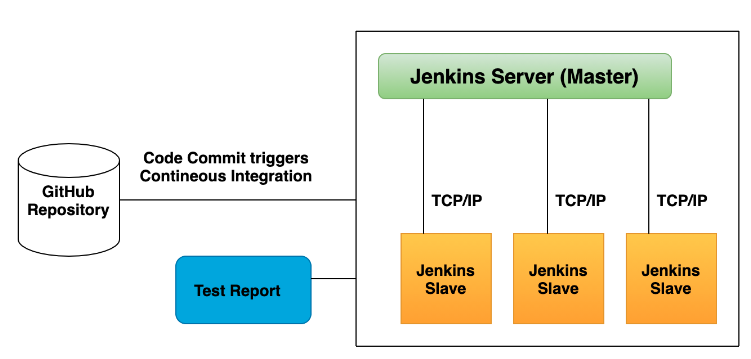 Jenkins Server (Master)
Code Commit triggers
Contineous Integration
GitHub
Repository
TCP/IP
TCP/IP
TCP/IP
Test Report
Jenkins
Slave
Jenkins
Slave
Jenkins
Slave